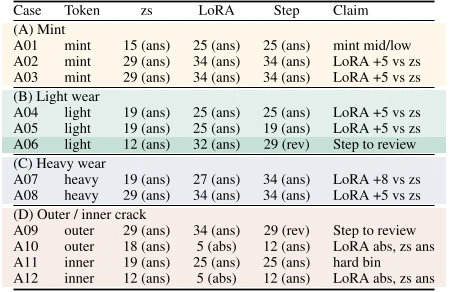 Case Token zs LoRA Step Claim
(A) Mint
A01 mint 15 (ans) 25 (ans) 25 (ans) mint mid/low
A02 mint 29 (ans) 34 (ans) 34 (ans) LoRA +5 vs zs
A03 mint 29 (ans) 34 (ans) 34 (ans) LoRA +5 vs zs
(B) Light wear
A04 light 19 (ans) 25 (ans) 25 (ans) LoRA +5 vs zs
A05 light 19 (ans) 25 (ans) 19 (ans) LoRA +5 vs zs
A06 light 12 (ans) 32 (ans) 29 (rev) Step to review
(C) Heavy wear
A07 heavy 19 (ans) 27 (ans) 34 (ans) LoRA +8 vs zs
A08 heavy 29 (ans) 34 (ans) 34 (ans) LoRA +5 vs zs
(D) Outer / inner crack
A09 outer 29 (ans) 34 (ans) 29 (rev) Step to review
A10 outer 18 (ans) 5 (abs) 12 (ans) LoRA abs, zs ans
A11 inner 19 (ans) 25 (ans) 25 (ans) hard bin
A12 inner 12 (ans) 5 (abs) 12 (ans) LoRA abs, zs ans